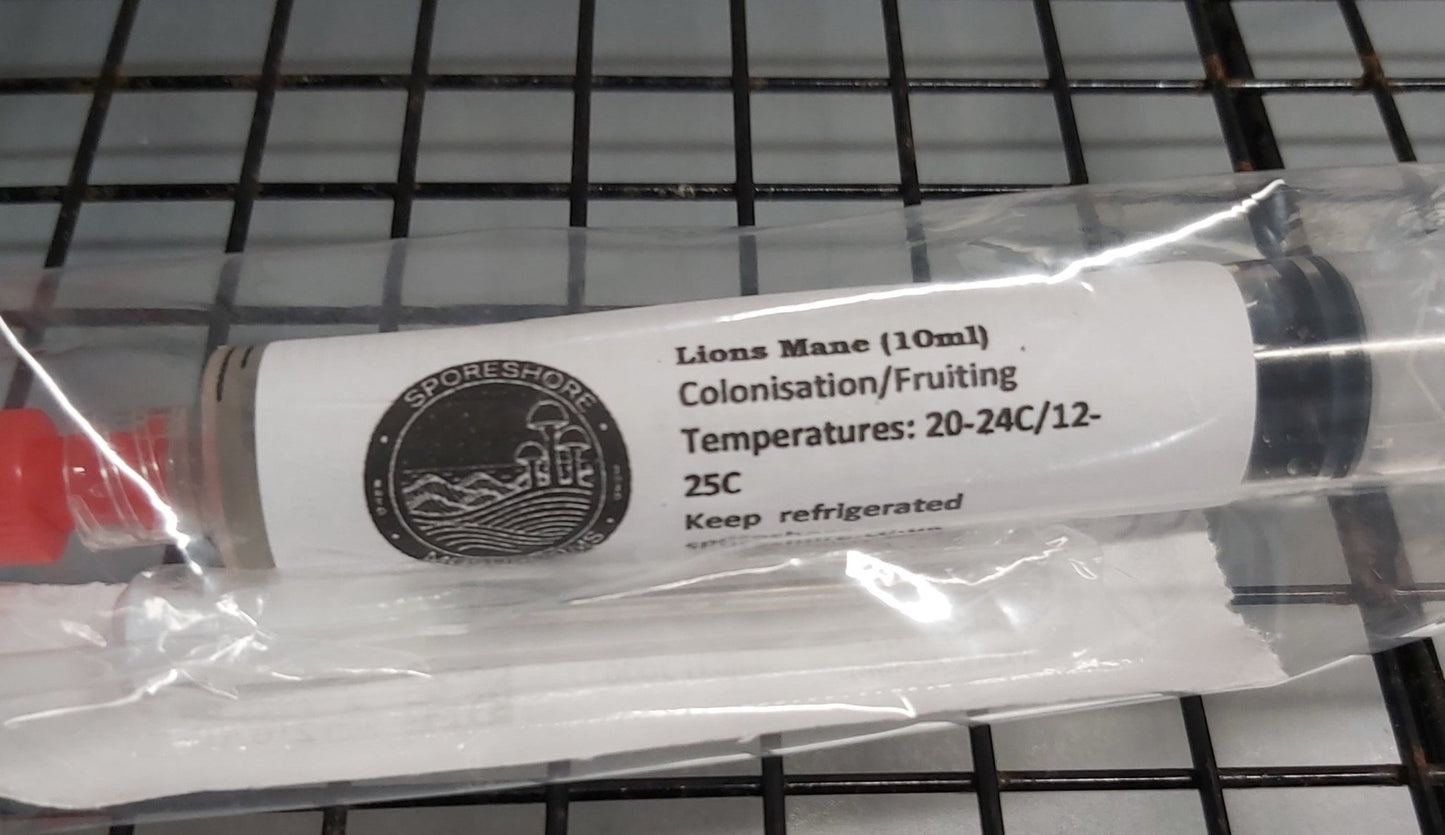 SPORESHORE
Lions Mane (10ml)
Colonisation/Fruiting
Temperatures: 20-24C/12-
25C
Keep refrigerated